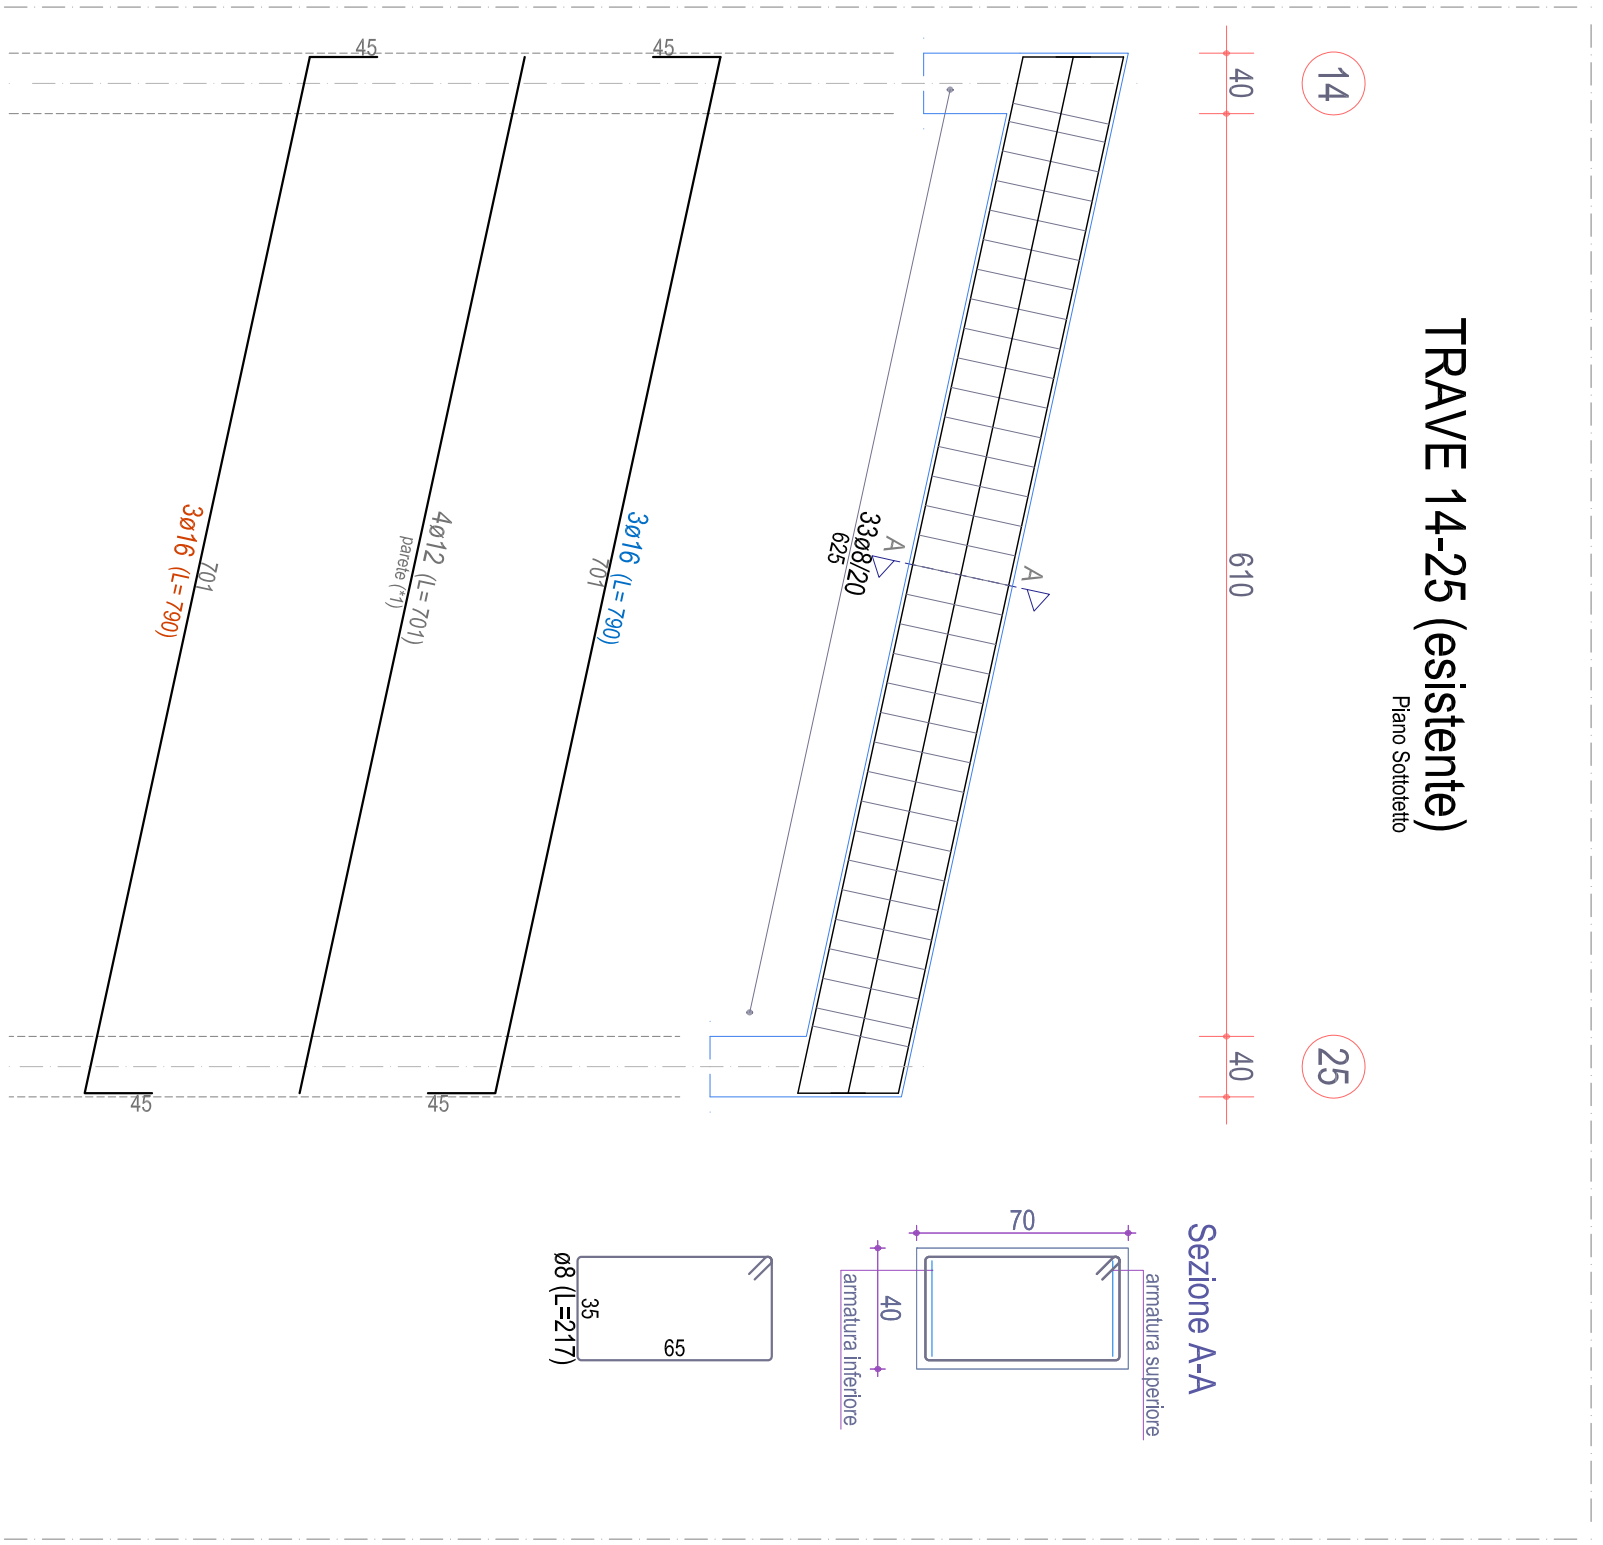 TRAVE 14-25 (esistente)
Piano Sottotetto
14
25
40
610
40
A
A
33ø8/20
625
45
3ø16 (L= 790)
701
45
4ø12 (L= 701)
parete (*1)
45
701
3ø16 (L= 790)
45
Sezione A-A
armatura superiore
70
40
armatura inferiore
65
35
ø8 (L=217)